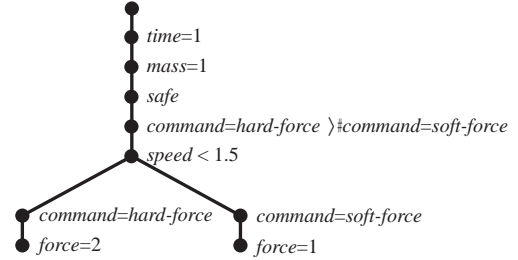 time=1
mass=1
safe
command=hard-force ⟩#command=soft-force
speed < 1.5
command=hard-force command=soft-force
force=2 force=1